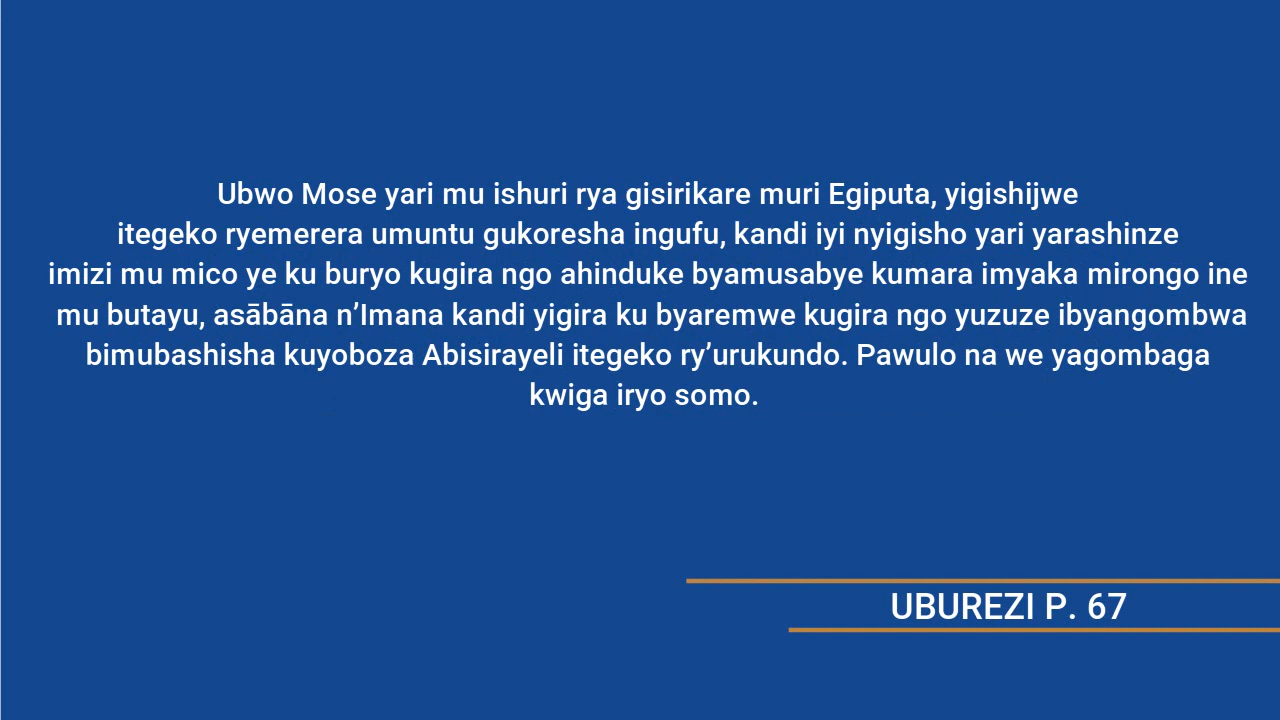 Ubwo Mose yari mu ishuri rya gisirikare muri Egiputa, yigishijwe
itegeko ryemerera umuntu gukoresha ingufu, kandi iyi nyigisho yari yarashinze
imizi mu mico ye ku buryo kugira ngo ahinduke byamusabye kumara imyaka mirongo ine
mu butayu, asābāna n’Imana kandi yigira ku byaremwe kugira ngo yuzuze ibyangombwa
bimubashisha kuyoboza Abisirayeli itegeko ry’urukundo. Pawulo na we yagombaga
kwiga iryo somo.
UBUREZI P. 67